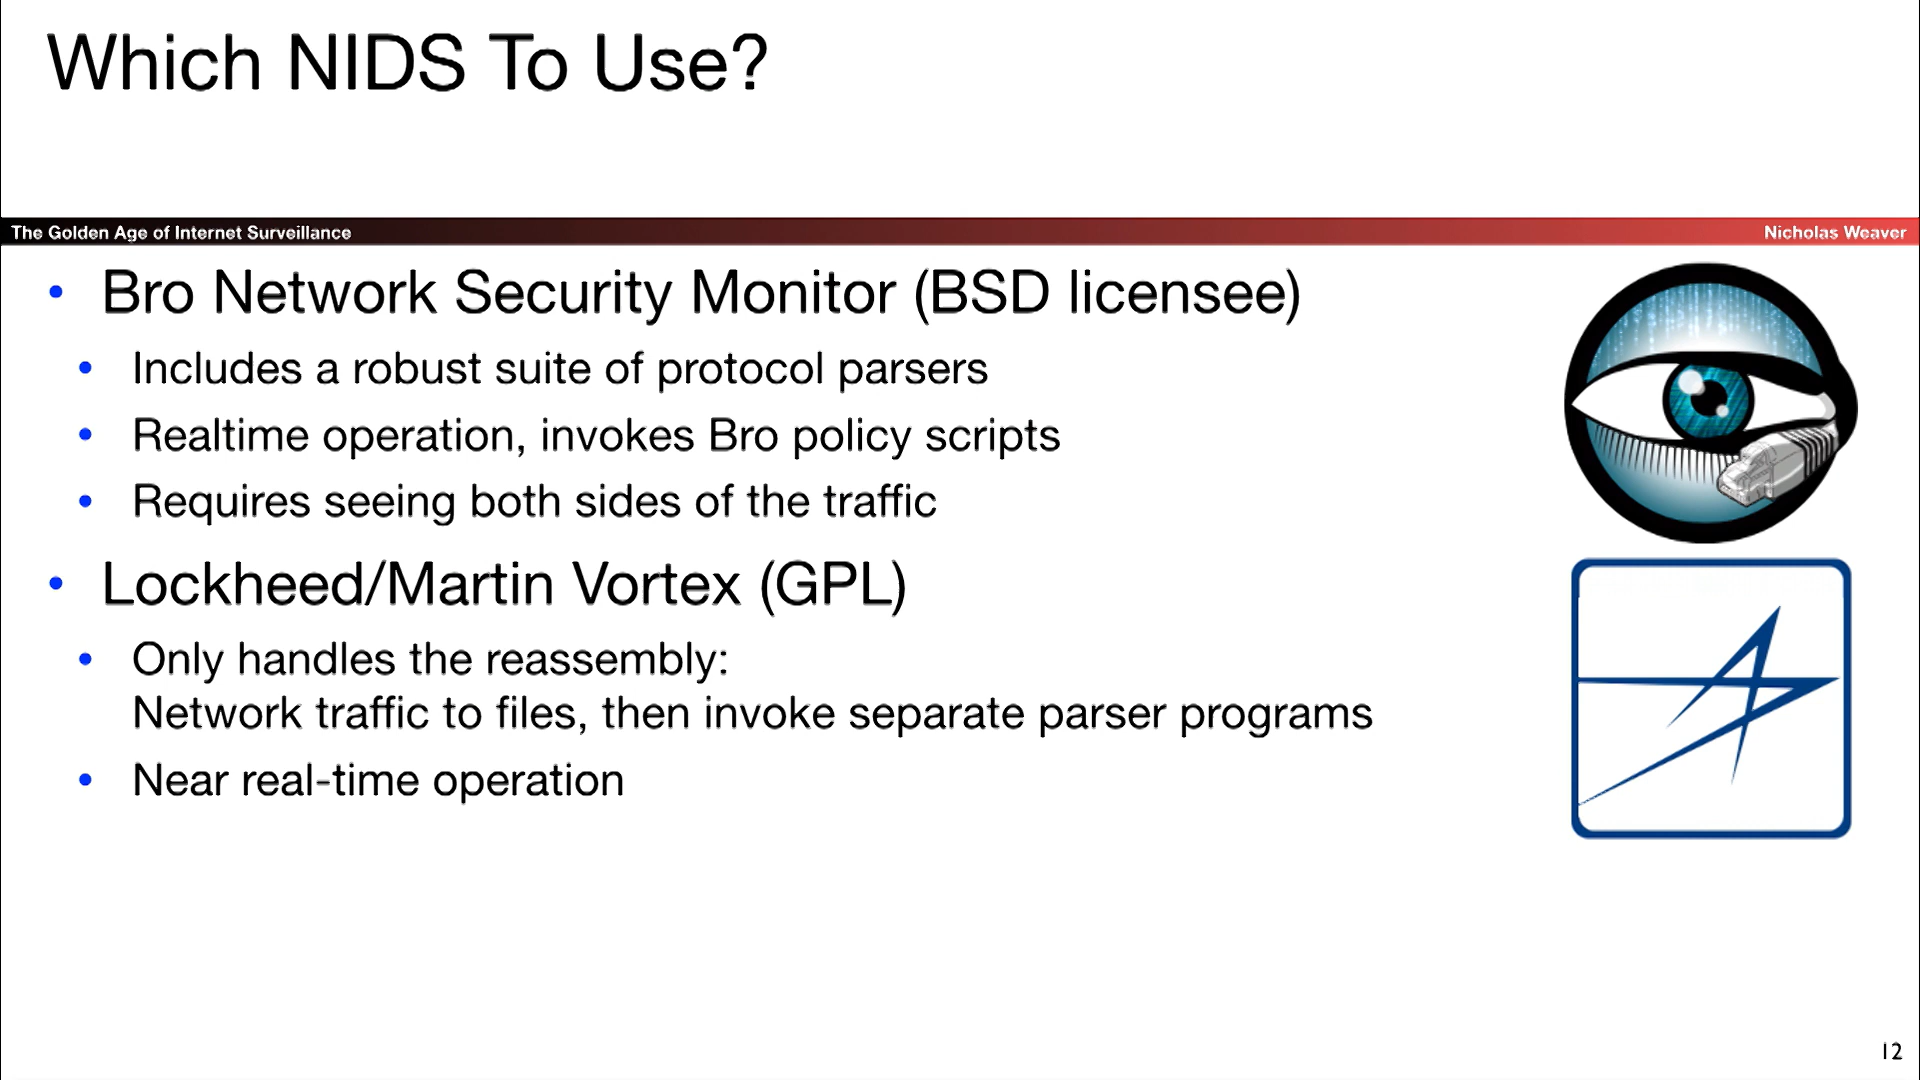 Which NIDS To Use?
The Golden Age of Internet Surveillance
Nicholas Weaver
• Bro Network Security Monitor (BSD licensee)
• Includes a robust suite of protocol parsers
• Realtime operation, invokes Bro policy scripts
• Requires seeing both sides of the traffic
• Lockheed/Martin Vortex (GPL)
• Only handles the reassembly:
Network traffic to files, then invoke separate parser programs
• Near real-time operation
12